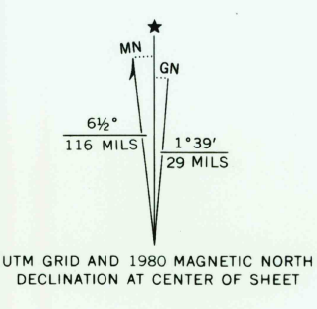 MN
GN
6½°
116 MILS
1°39′
29 MILS
UTM GRID AND 1980 MAGNETIC NORTH
DECLINATION AT CENTER OF SHEET